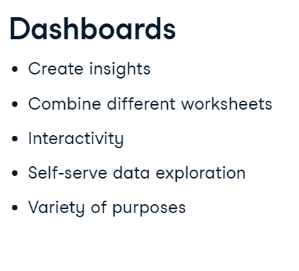 Dashboards
• Create insights
• Combine different worksheets
• Interactivity
• Self-serve data exploration
• Variety of purposes